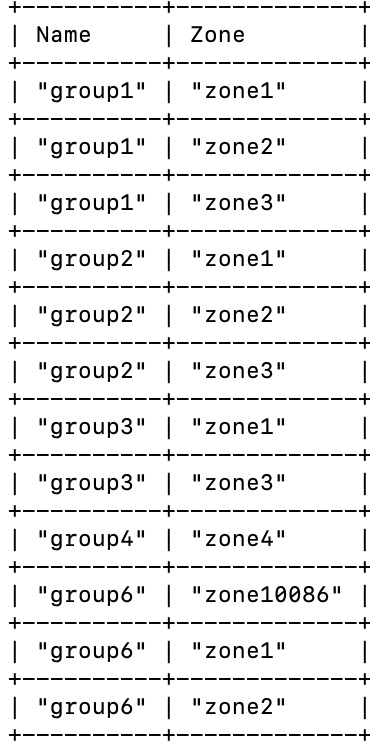 +----------+-------------+
| Name     | Zone        |
+----------+-------------+
| "group1" | "zone1"     |
+----------+-------------+
| "group1" | "zone2"     |
+----------+-------------+
| "group1" | "zone3"     |
+----------+-------------+
| "group2" | "zone1"     |
+----------+-------------+
| "group2" | "zone2"     |
+----------+-------------+
| "group2" | "zone3"     |
+----------+-------------+
| "group3" | "zone1"     |
+----------+-------------+
| "group3" | "zone3"     |
+----------+-------------+
| "group4" | "zone4"     |
+----------+-------------+
| "group6" | "zone10086" |
+----------+-------------+
| "group6" | "zone1"     |
+----------+-------------+
| "group6" | "zone2"     |
+----------+-------------+